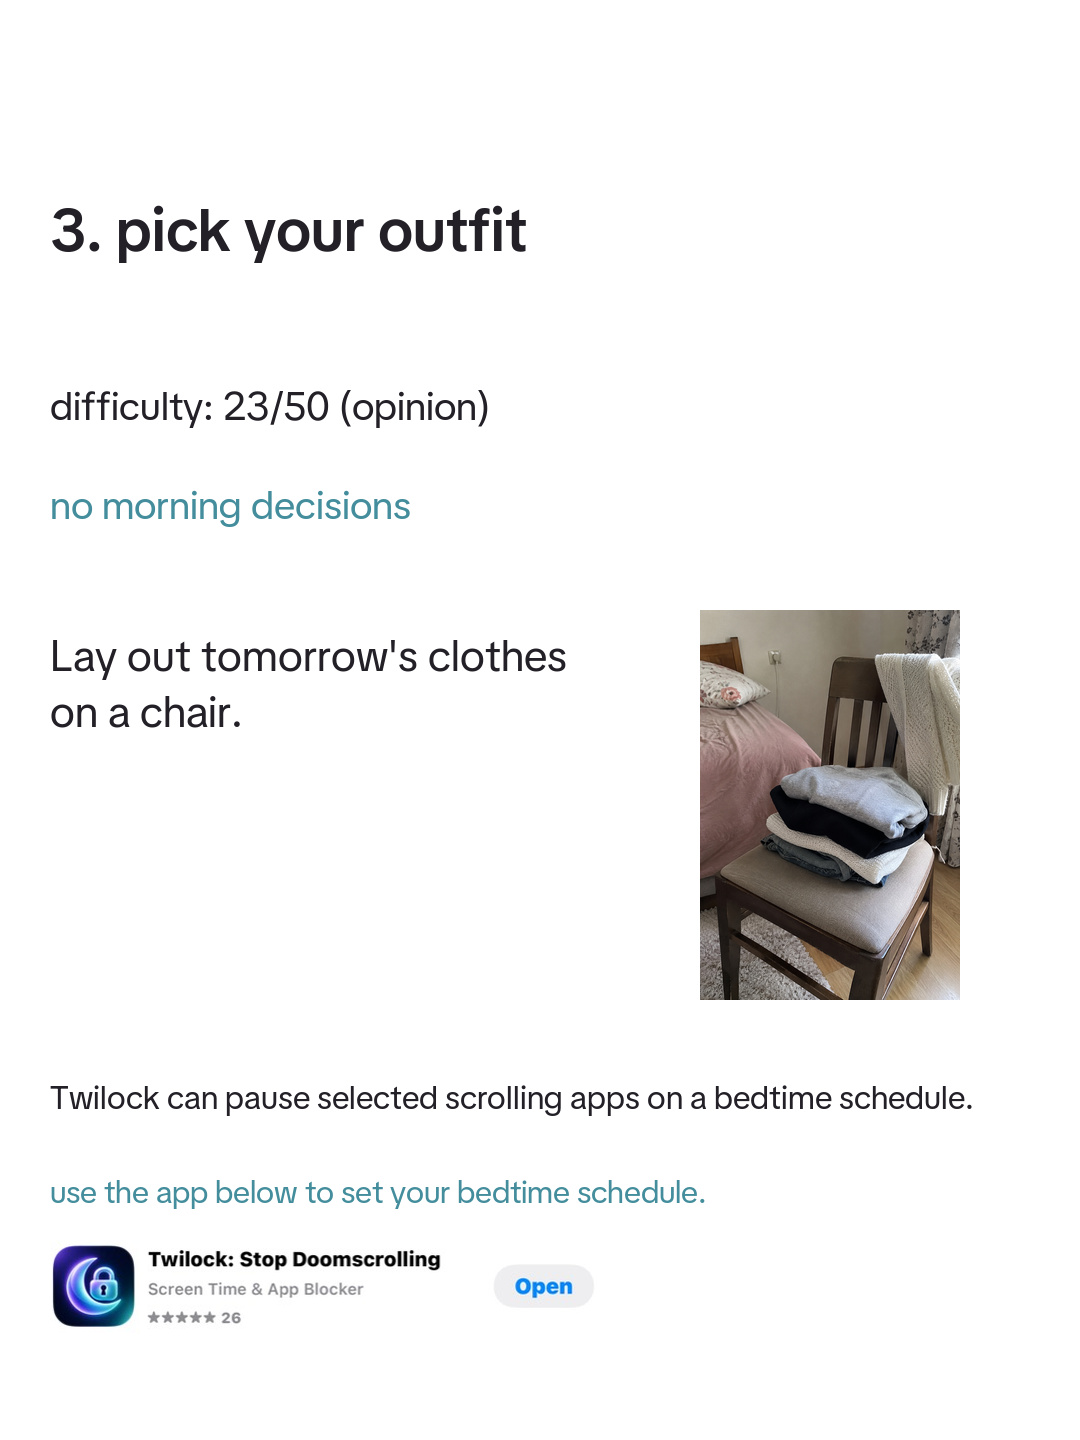 3. pick your outfit
difficulty: 23/50 (opinion)
no morning decisions
Lay out tomorrow's clothes
on a chair.
Twilock can pause selected scrolling apps on a bedtime schedule.
use the app below to set your bedtime schedule.
Twilock: Stop Doomscrolling
Screen Time & App Blocker
★★★★★ 26
Open